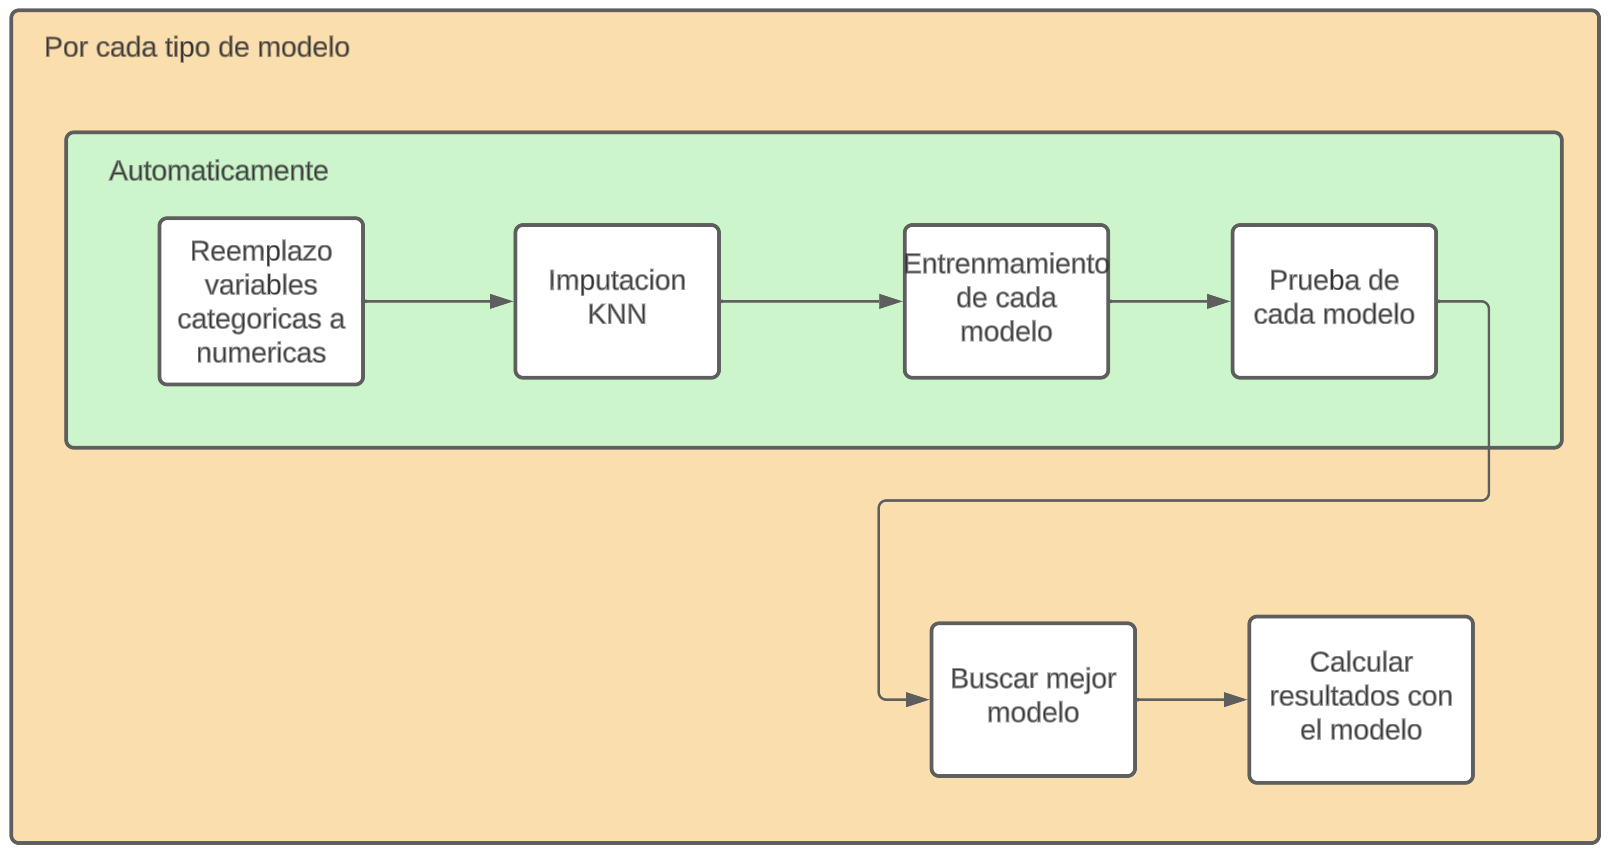 Por cada tipo de modelo
Automaticamente
Reemplazo
variables
categoricas a
numericas
Imputacion
KNN
Entrenmamiento
de cada
modelo
Prueba de
cada modelo
Buscar mejor
modelo
Calcular
resultados con
el modelo